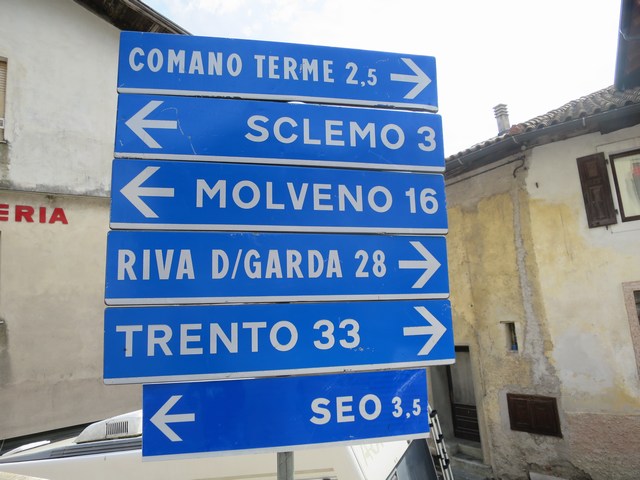 COMANO TERME 2,5
SCLEMO 3
MOLVENO 16
RIVA D/GARDA 28
TRENTO 33
SEO 3,5
ERIA